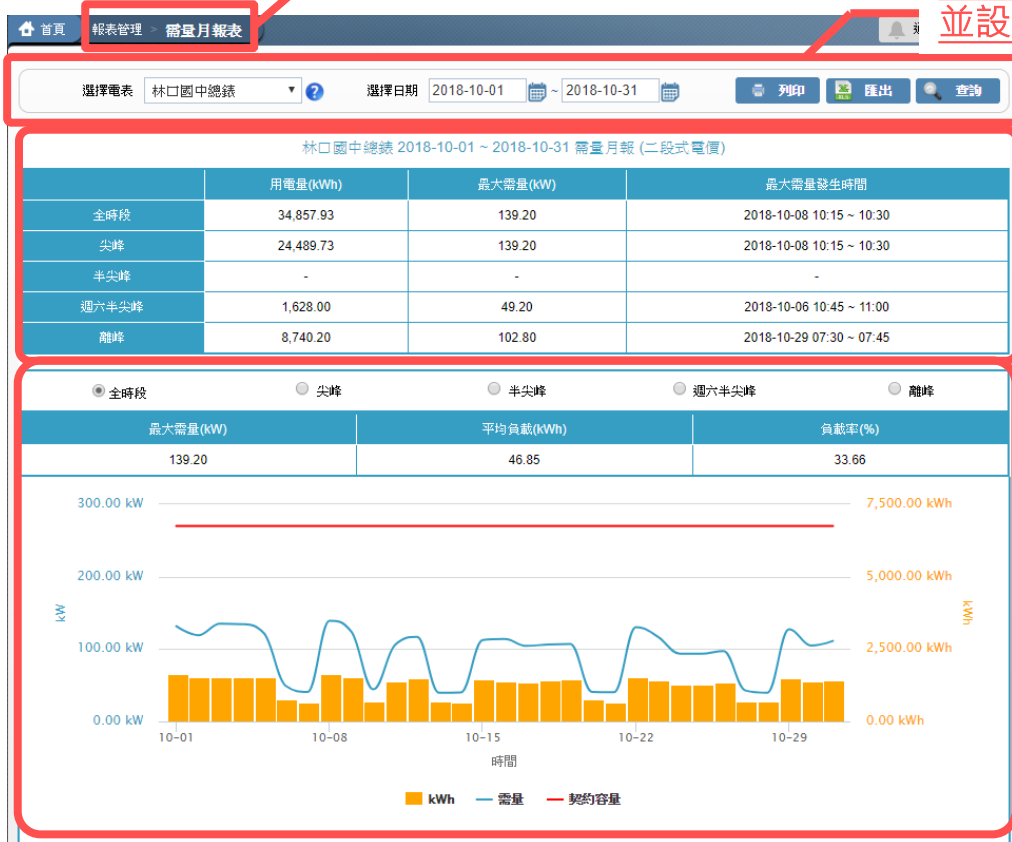 首頁 報表管理 > 需量月報表
並設
選擇電表 林口國中總錶 ? 選擇日期 2018-10-01 ~ 2018-10-31 列印 匯出 查詢
林口國中總錶 2018-10-01 ~ 2018-10-31 需量月報 (二段式電價)
用電量(kWh) 最大需量(kW) 最大需量發生時間
全時段 34,857.93 139.20 2018-10-08 10:15 ~ 10:30
尖峰 24,489.73 139.20 2018-10-08 10:15 ~ 10:30
半尖峰 - - -
週六半尖峰 1,628.00 49.20 2018-10-06 10:45 ~ 11:00
離峰 8,740.20 102.80 2018-10-29 07:30 ~ 07:45
全時段 尖峰 半尖峰 週六半尖峰 離峰
最大需量(kW) 平均負載(kWh) 負載率(%)
139.20 46.85 33.66
300.00 kW 7,500.00 kWh
200.00 kW 5,000.00 kWh
kW kWh
100.00 kW 2,500.00 kWh
0.00 kW 0.00 kWh
10-01 10-08 10-15 10-22 10-29
時間
kWh 需量 契約容量